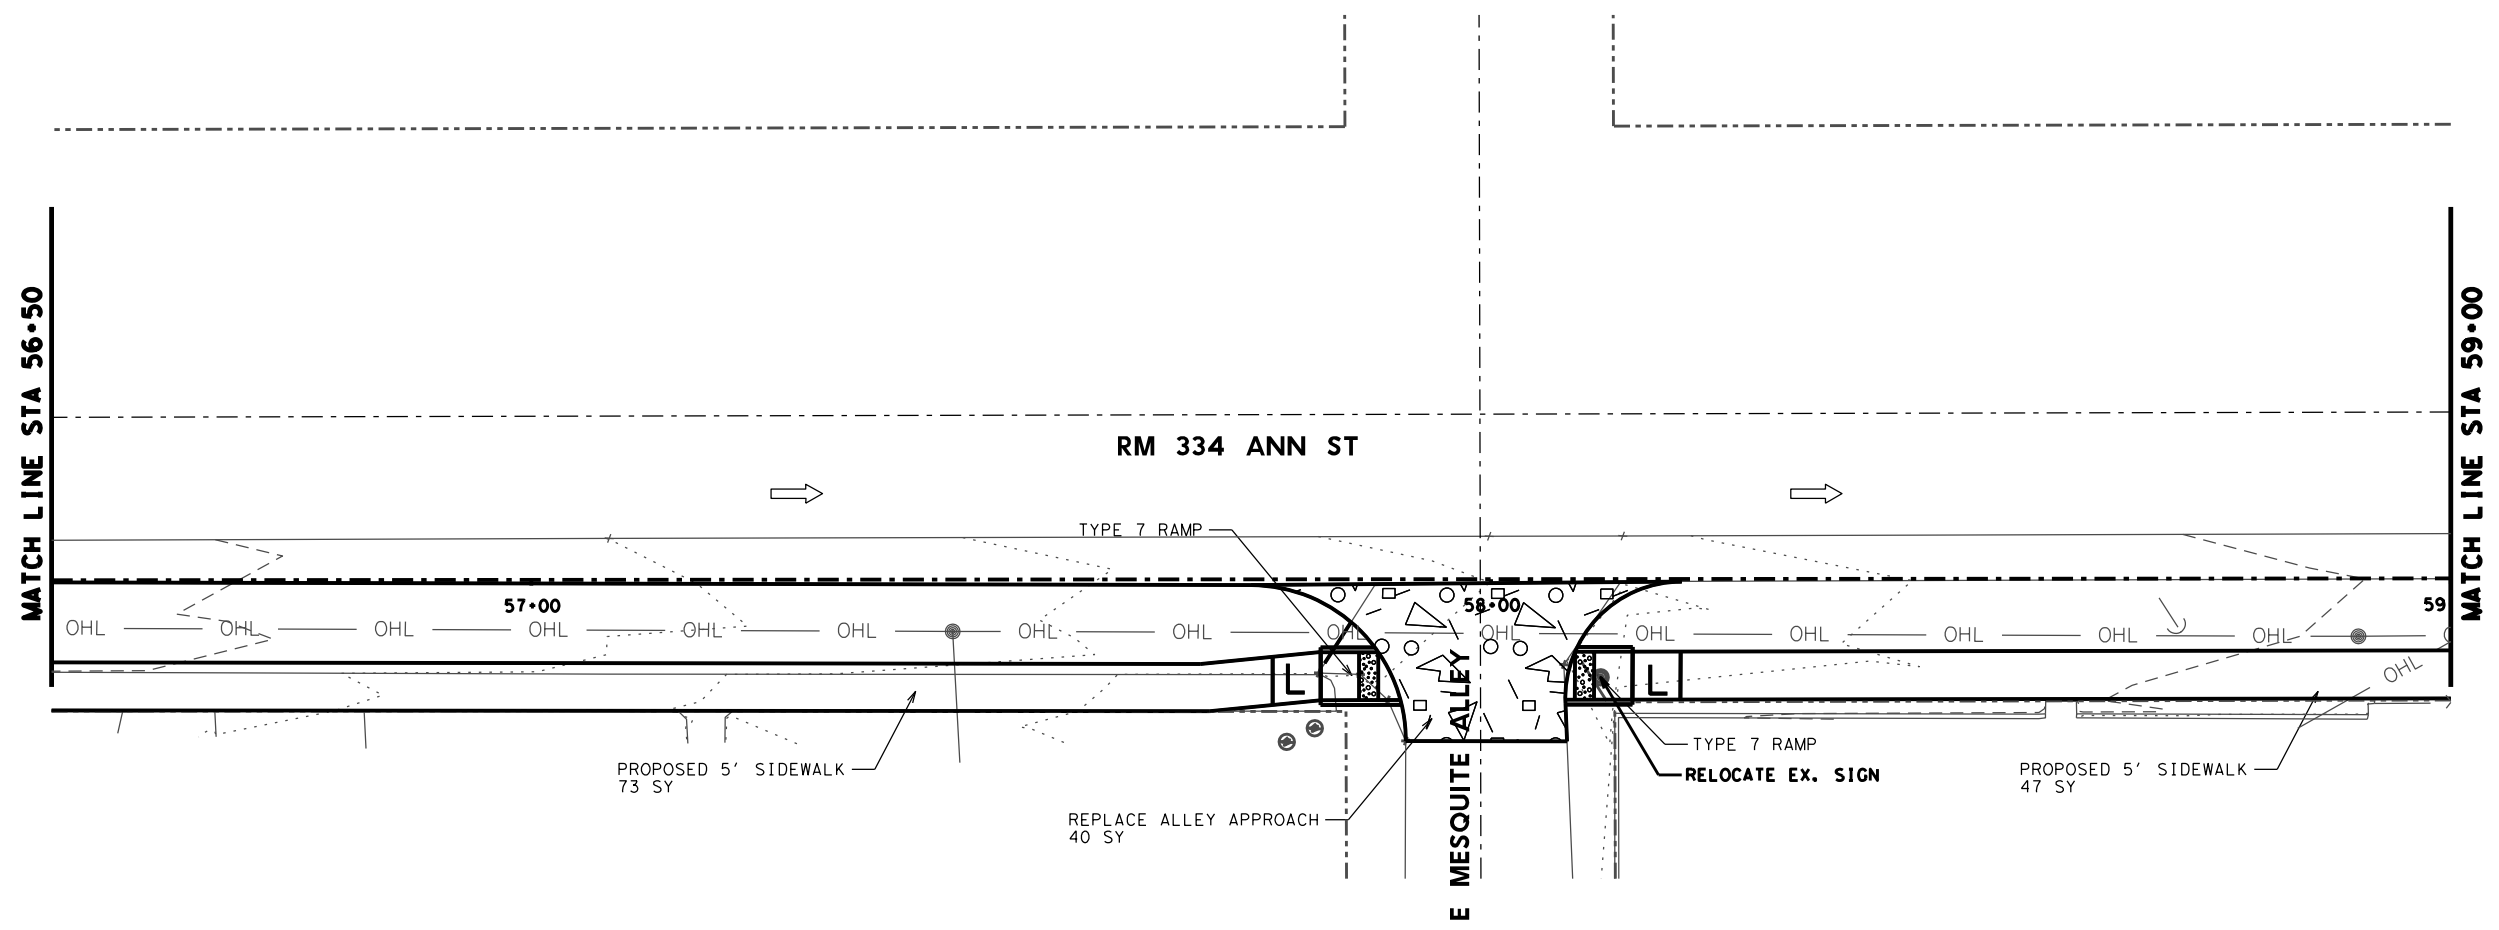 MATCH LINE STA 56+50
MATCH LINE STA 59+00
RM 334 ANN ST
TYPE 7 RAMP
57+00
58+00
59
OHL OHL OHL OHL OHL OHL OHL OHL OHL OHL OHL OHL OHL OHL OHL O
OHL
L
L
TYPE 7 RAMP
RELOCATE EX. SIGN
PROPOSED 5' SIDEWALK
73 SY
PROPOSED 5' SIDEWALK
47 SY
REPLACE ALLEY APPROACH
40 SY
E MESQUITE ALLEY